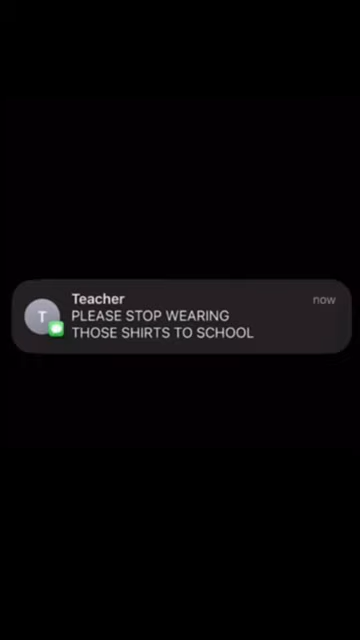 Teacher
now
PLEASE STOP WEARING
THOSE SHIRTS TO SCHOOL
T